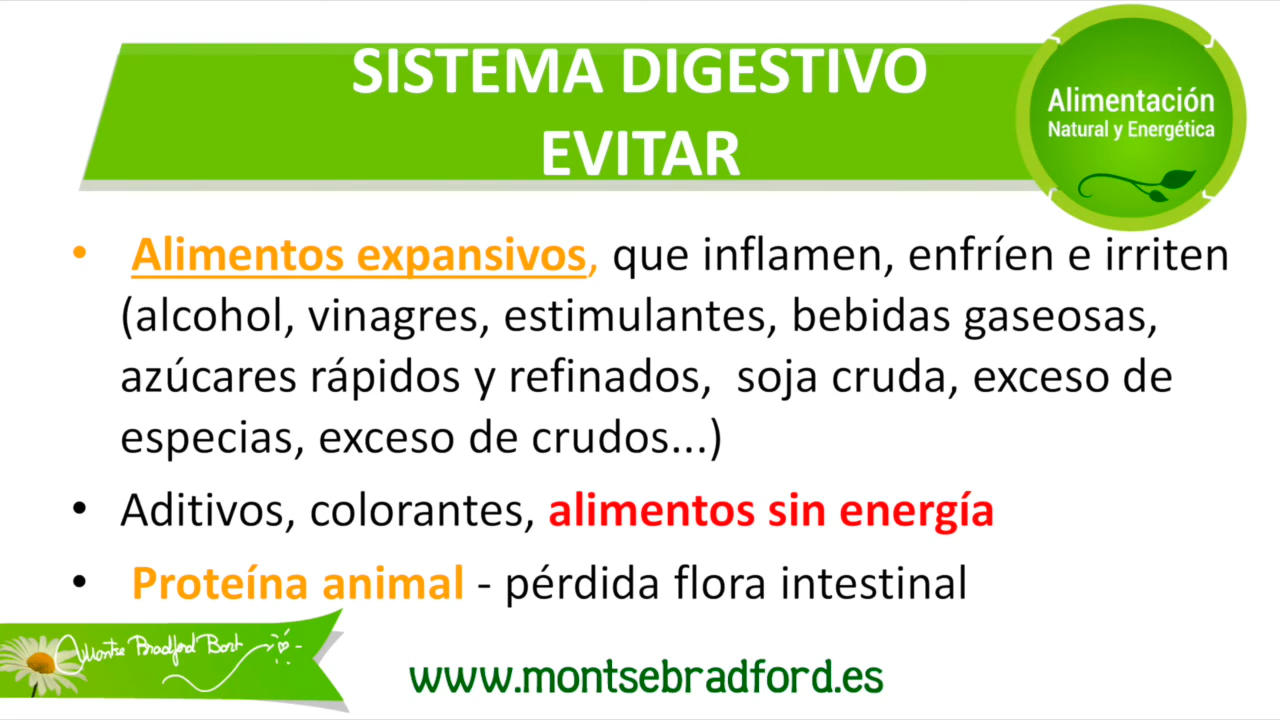 SISTEMA DIGESTIVO
EVITAR
Alimentación
Natural y Energética
• Alimentos expansivos, que inflamen, enfríen e irriten
(alcohol, vinagres, estimulantes, bebidas gaseosas,
azúcares rápidos y refinados, soja cruda, exceso de
especias, exceso de crudos...)
• Aditivos, colorantes, alimentos sin energía
• Proteína animal - pérdida flora intestinal
Montse Bradford Bort
www.montsebradford.es